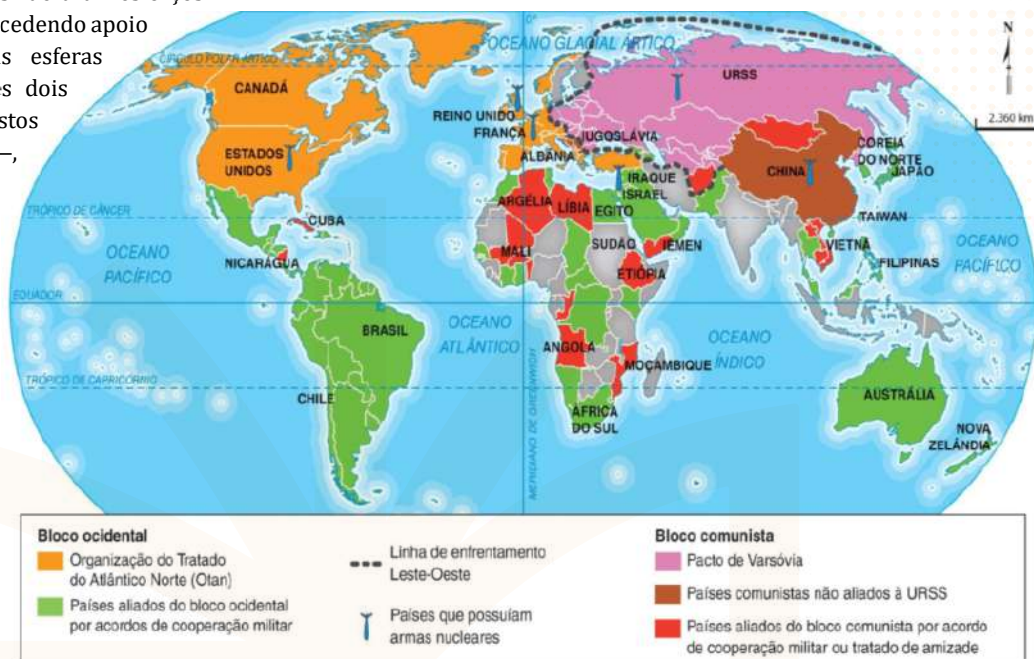 cedendo apoio
esferas
dois
OCEANO GLACIAL ÁRTICO
CÍRCULO POLAR ÁRTICO
CANADÁ
URSS
N
2.360 km
REINO UNIDO
FRANÇA
JUGOSLÁVIA
ALBÂNIA
ESTADOS
UNIDOS
COREIA
DO NORTE
JAPÃO
CHINA
IRAQUE
ISRAEL
ARGÉLIA
LÍBIA
EGITO
TRÓPICO DE CÂNCER
CUBA
TAIWAN
OCEANO
PACÍFICO
MALI
SUDÃO
IEMEN
VIETNÃ
FILIPINAS
OCEANO
PACÍFICO
NICARÁGUA
ETIÓPIA
EQUADOR
BRASIL
OCEANO
ATLÂNTICO
ANGOLA
OCEANO
ÍNDICO
MOÇAMBIQUE
TRÓPICO DE CAPRICÓRNIO
CHILE
MERIDIANO DE GREENWICH
ÁFRICA
DO SUL
AUSTRÁLIA
NOVA
ZELÂNDIA
Bloco ocidental
Organização do Tratado
do Atlântico Norte (Otan)
Países aliados do bloco ocidental
por acordos de cooperação militar
Linha de enfrentamento
Leste-Oeste
Países que possuíam
armas nucleares
Bloco comunista
Pacto de Varsóvia
Países comunistas não aliados à URSS
Países aliados do bloco comunista por acordo
de cooperação militar ou tratado de amizade